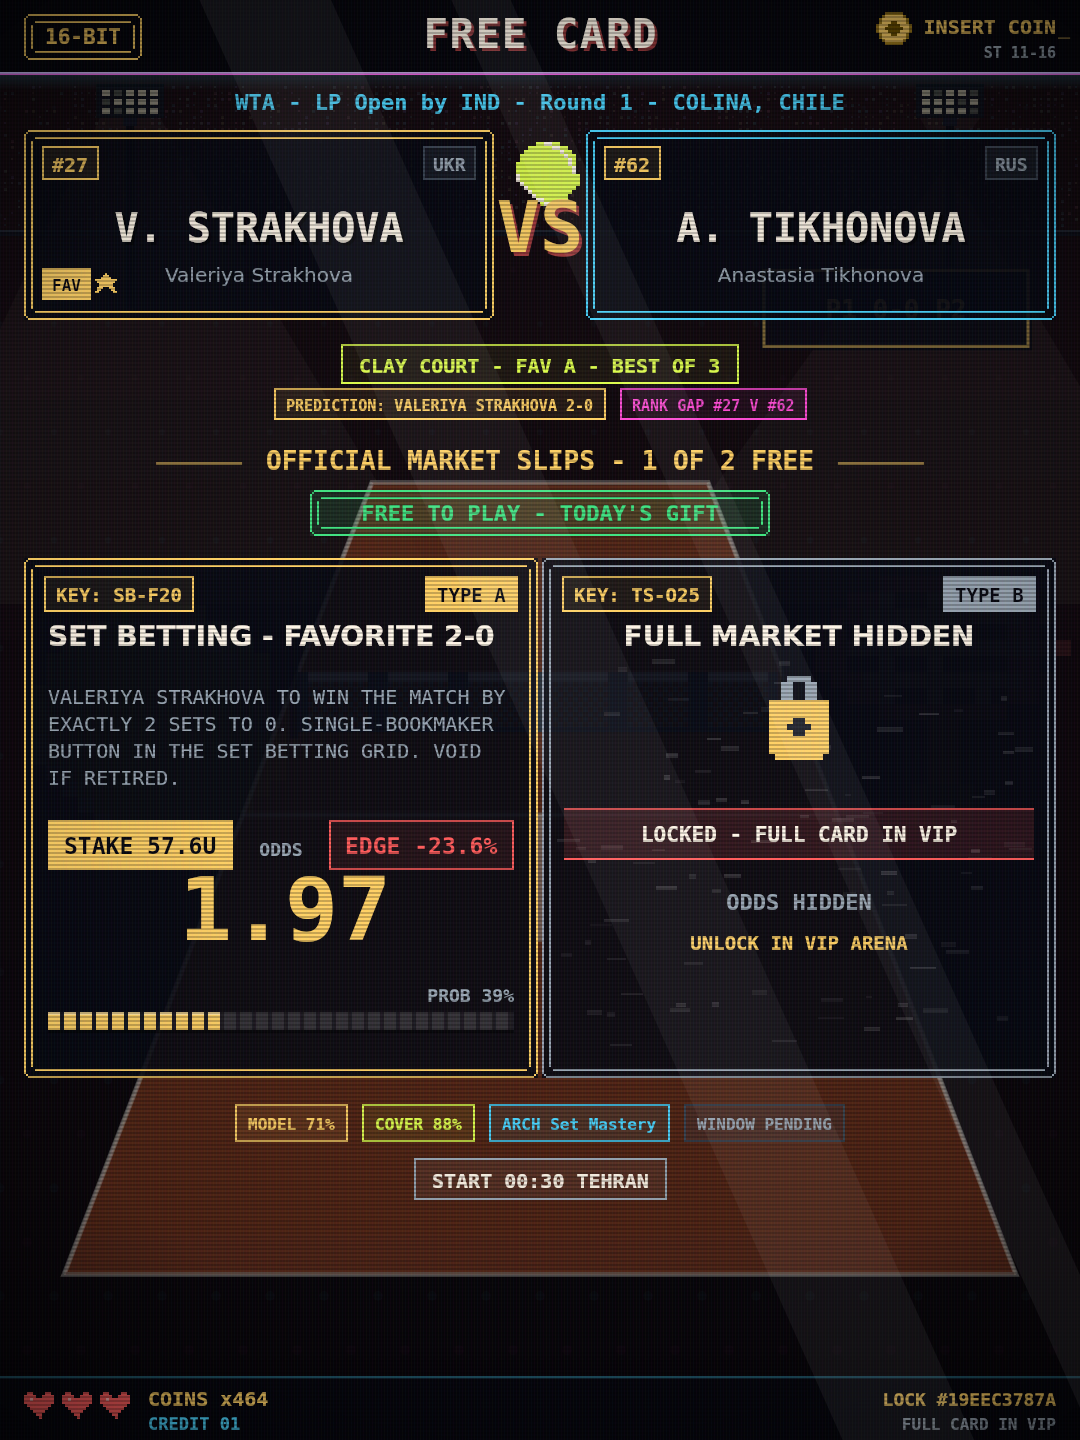 16-BIT
FREE CARD
INSERT COIN_
ST 11-16
WTA - LP Open by IND - Round 1 - COLINA, CHILE
#27
UKR
V. STRAKHOVA
Valeriya Strakhova
FAV
VS
#62
RUS
A. TIKHONOVA
Anastasia Tikhonova
P1 0-0 P2
CLAY COURT - FAV A - BEST OF 3
PREDICTION: VALERIYA STRAKHOVA 2-0
RANK GAP #27 V #62
OFFICIAL MARKET SLIPS - 1 OF 2 FREE
FREE TO PLAY - TODAY'S GIFT
KEY: SB-F20
TYPE A
SET BETTING - FAVORITE 2-0
VALERIYA STRAKHOVA TO WIN THE MATCH BY
EXACTLY 2 SETS TO 0. SINGLE-BOOKMAKER
BUTTON IN THE SET BETTING GRID. VOID
IF RETIRED.
STAKE 57.6U
ODDS
EDGE -23.6%
1.97
PROB 39%
KEY: TS-O25
TYPE B
FULL MARKET HIDDEN
LOCKED - FULL CARD IN VIP
ODDS HIDDEN
UNLOCK IN VIP ARENA
MODEL 71%
COVER 88%
ARCH Set Mastery
WINDOW PENDING
START 00:30 TEHRAN
COINS x464
CREDIT 01
LOCK #19EEC3787A
FULL CARD IN VIP